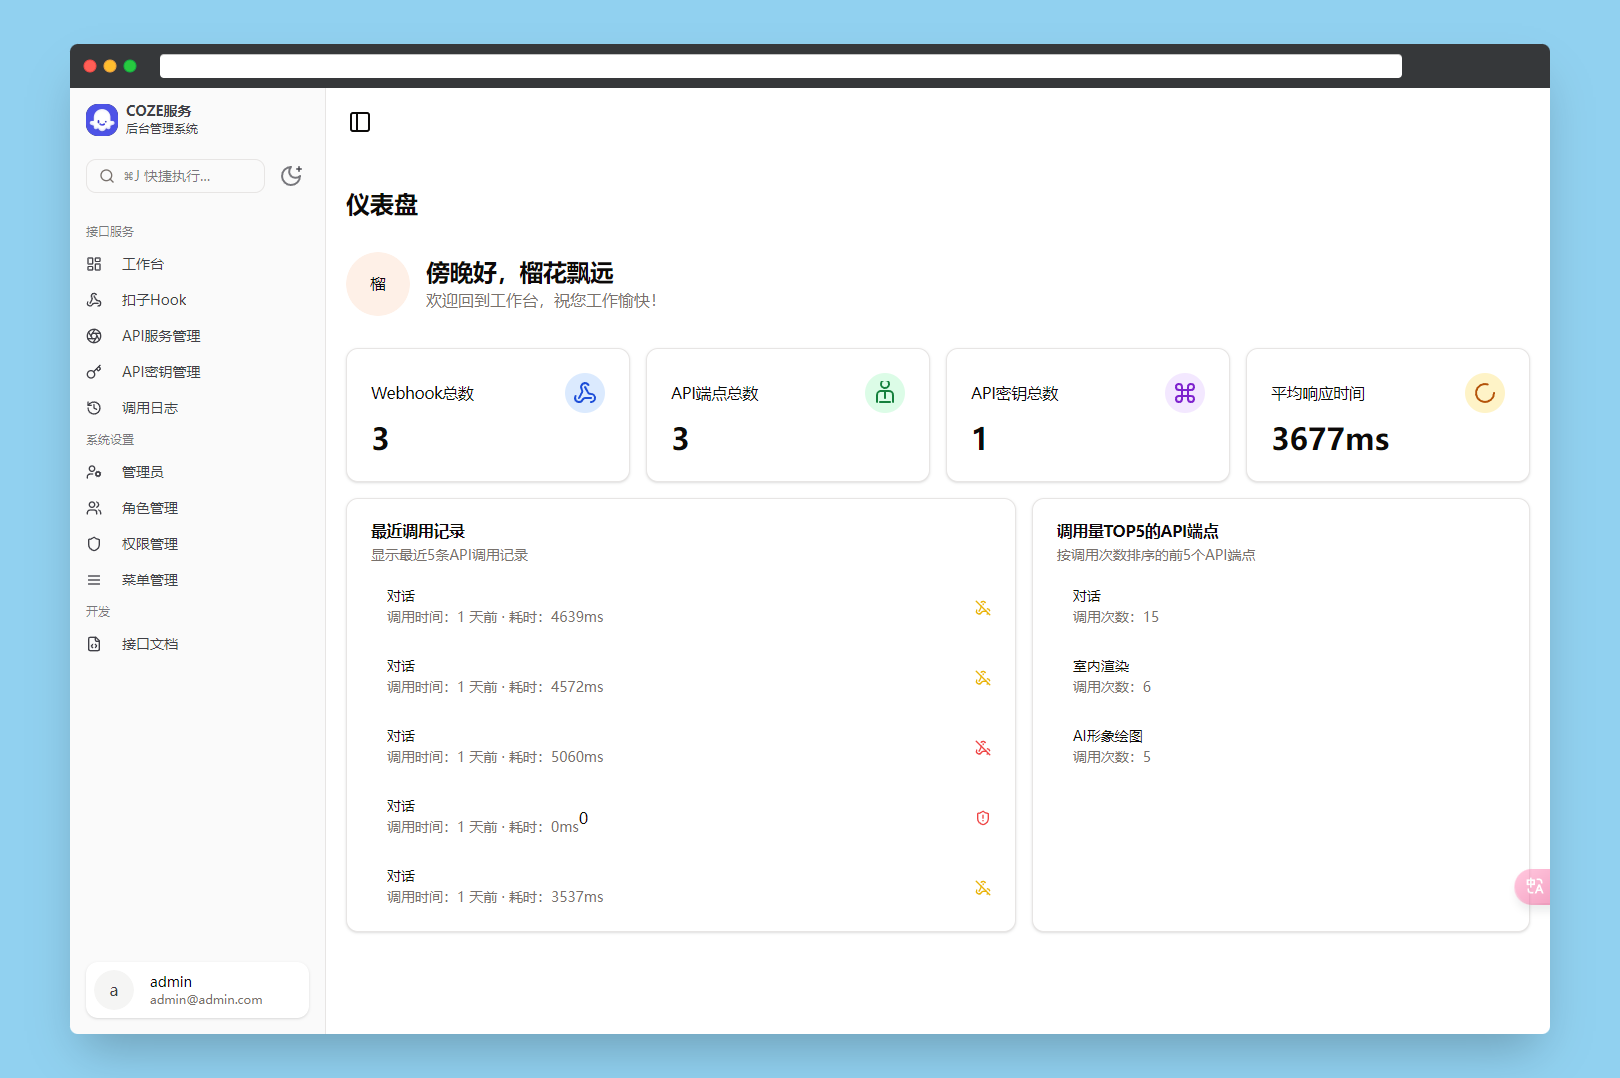 COZE服务
后台管理系统
⌘J 快捷执行...
接口服务
工作台
扣子Hook
API服务管理
API密钥管理
调用日志
系统设置
管理员
角色管理
权限管理
菜单管理
开发
接口文档
admin
a
admin@admin.com
仪表盘
榴
傍晚好，榴花飘远
欢迎回到工作台，祝您工作愉快！
Webhook总数
3
API端点总数
3
API密钥总数
1
平均响应时间
3677ms
最近调用记录
显示最近5条API调用记录
对话
调用时间：1 天前 · 耗时：4639ms
对话
调用时间：1 天前 · 耗时：4572ms
对话
调用时间：1 天前 · 耗时：5060ms
对话
调用时间：1 天前 · 耗时：0ms0
对话
调用时间：1 天前 · 耗时：3537ms
调用量TOP5的API端点
按调用次数排序的前5个API端点
对话
调用次数：15
室内渲染
调用次数：6
AI形象绘图
调用次数：5
中A